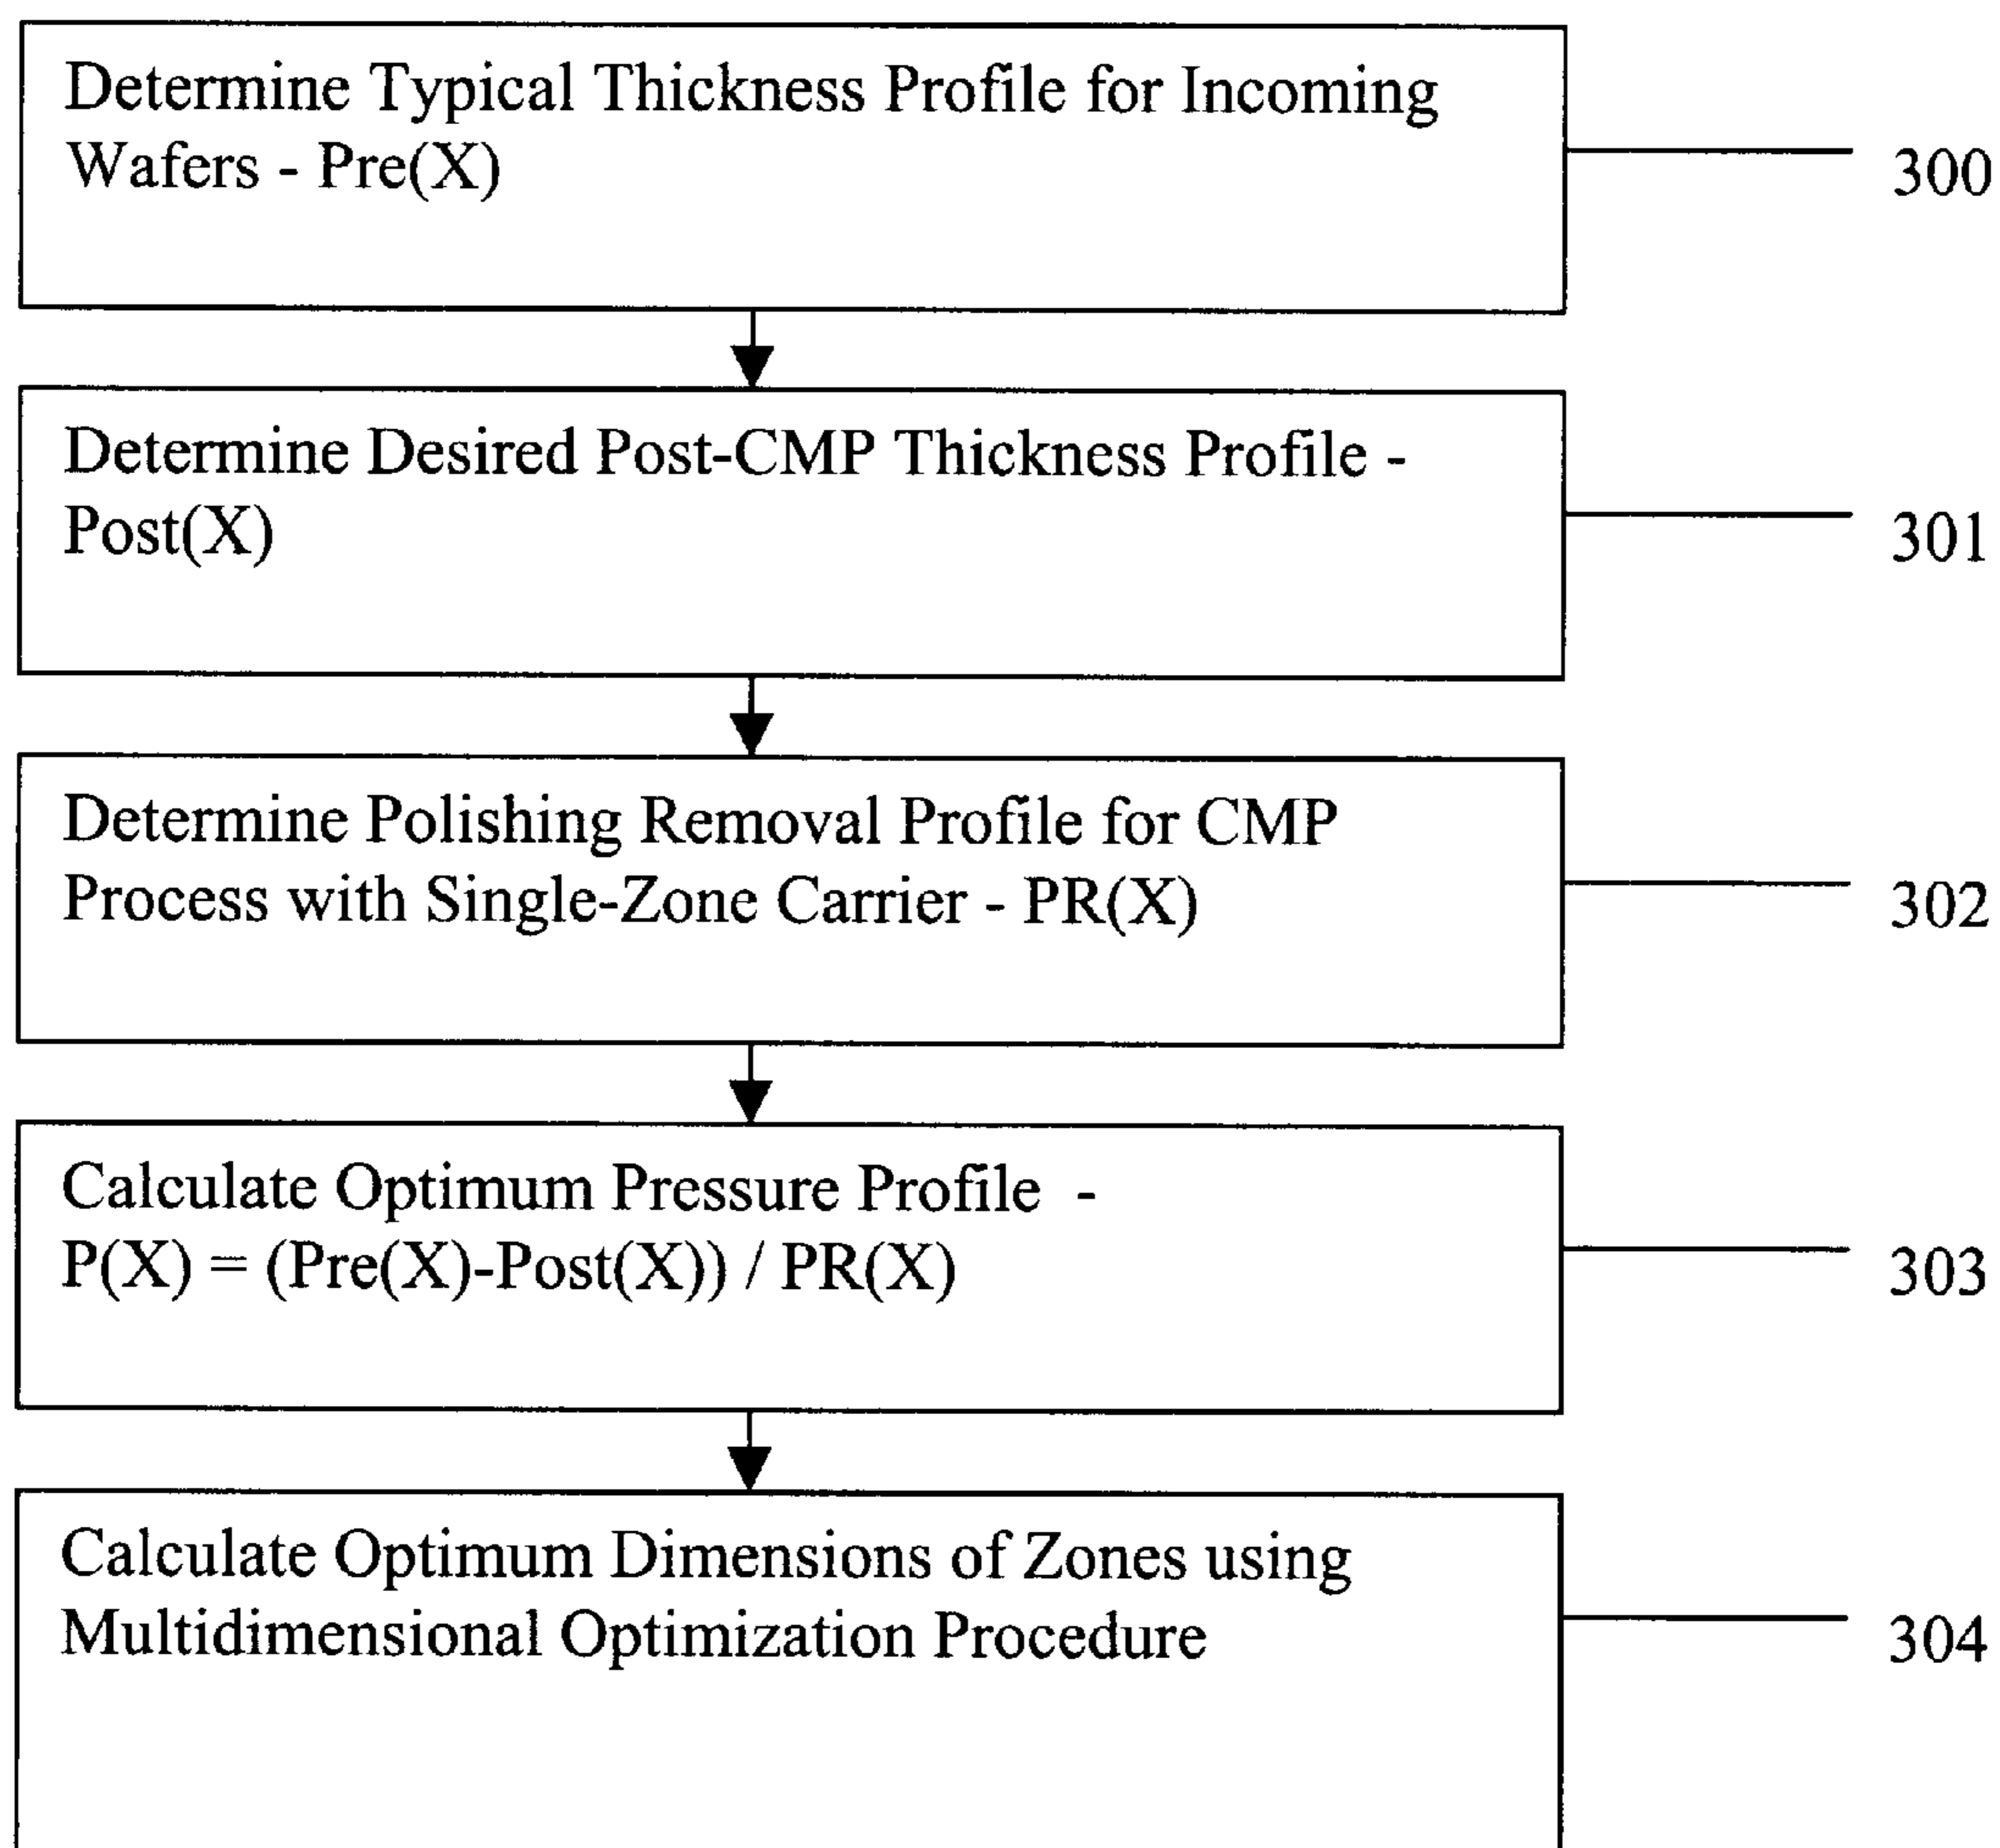 Determine Typical Thickness Profile for Incoming
Wafers - Pre(X)
300
Determine Desired Post-CMP Thickness Profile -
Post(X)
301
Determine Polishing Removal Profile for CMP
Process with Single-Zone Carrier - PR(X)
302
Calculate Optimum Pressure Profile -
P(X) = (Pre(X)-Post(X)) / PR(X)
303
Calculate Optimum Dimensions of Zones using
Multidimensional Optimization Procedure
304